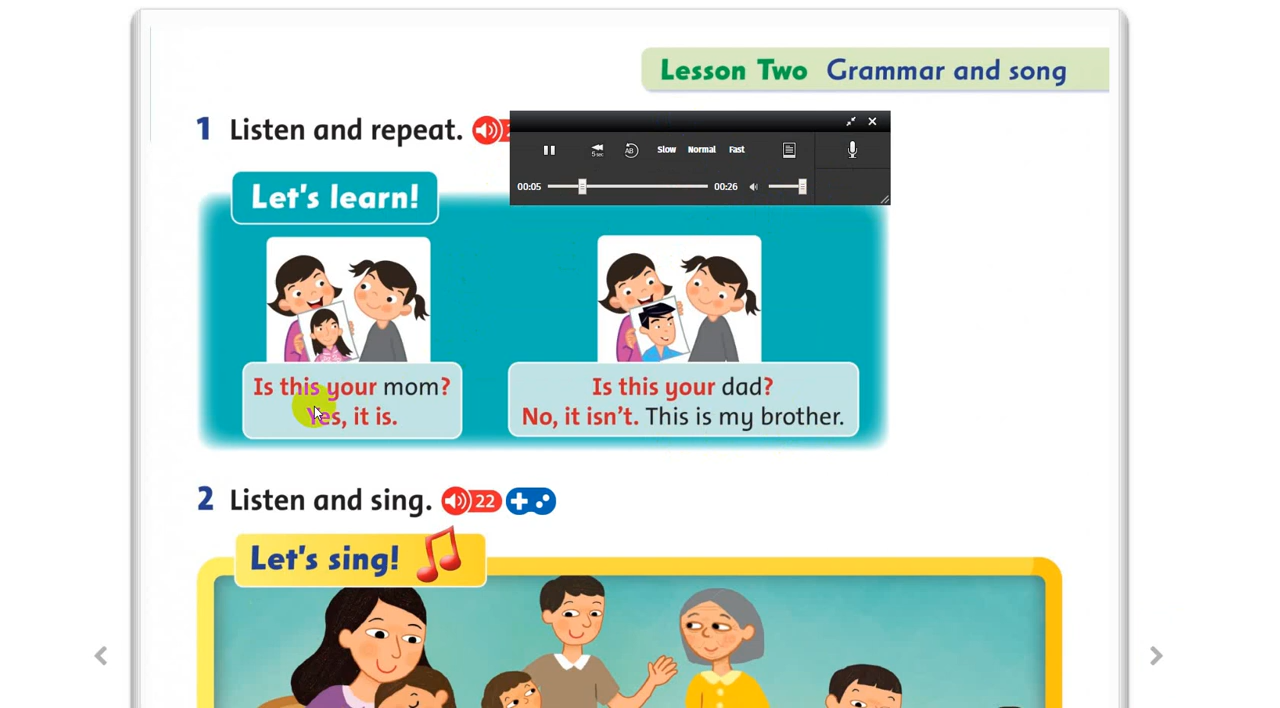 Lesson Two Grammar and song
1 Listen and repeat.
Slow Normal Fast
00:05 00:26
Let's learn!
Is this your mom?
Yes, it is.
Is this your dad?
No, it isn't. This is my brother.
2 Listen and sing. 22
Let's sing!